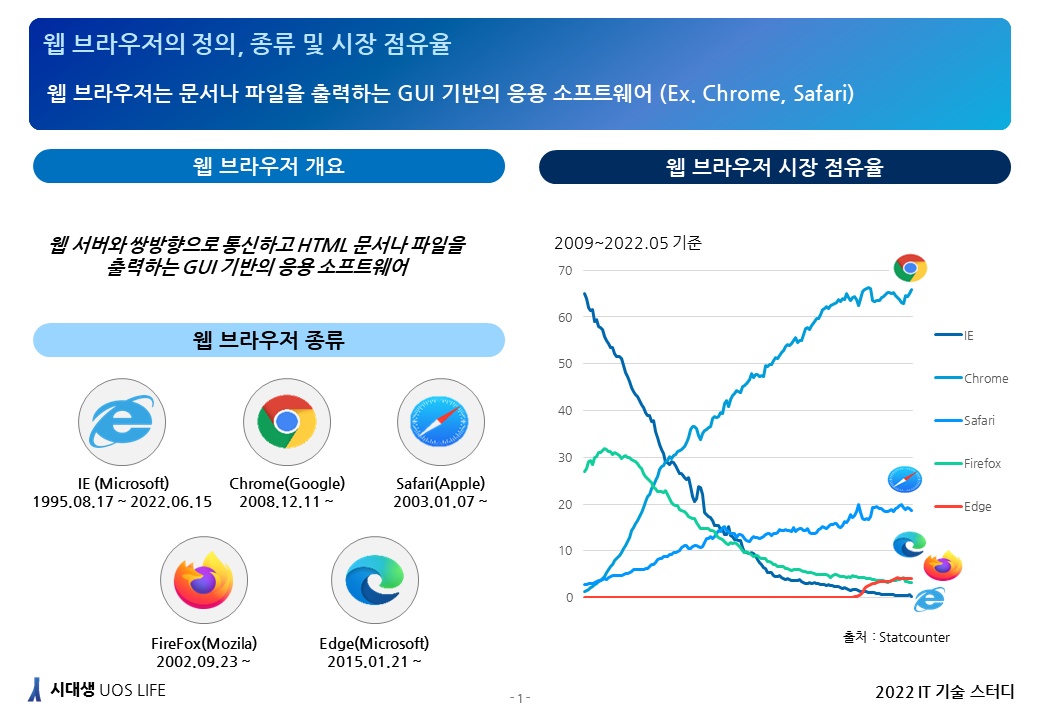 웹 브라우저의 정의, 종류 및 시장 점유율
웹 브라우저는 문서나 파일을 출력하는 GUI 기반의 응용 소프트웨어 (Ex. Chrome, Safari)
웹 브라우저 개요
웹 서버와 쌍방향으로 통신하고 HTML 문서나 파일을
출력하는 GUI 기반의 응용 소프트웨어
웹 브라우저 종류
IE (Microsoft)
1995.08.17 ~ 2022.06.15
Chrome(Google)
2008.12.11 ~
Safari(Apple)
2003.01.07 ~
FireFox(Mozila)
2002.09.23 ~
Edge(Microsoft)
2015.01.21 ~
웹 브라우저 시장 점유율
2009~2022.05 기준
70
60
50
40
30
20
10
0
IE
Chrome
Safari
Firefox
Edge
출처 : Statcounter
시대생 UOS LIFE
- 1 -
2022 IT 기술 스터디